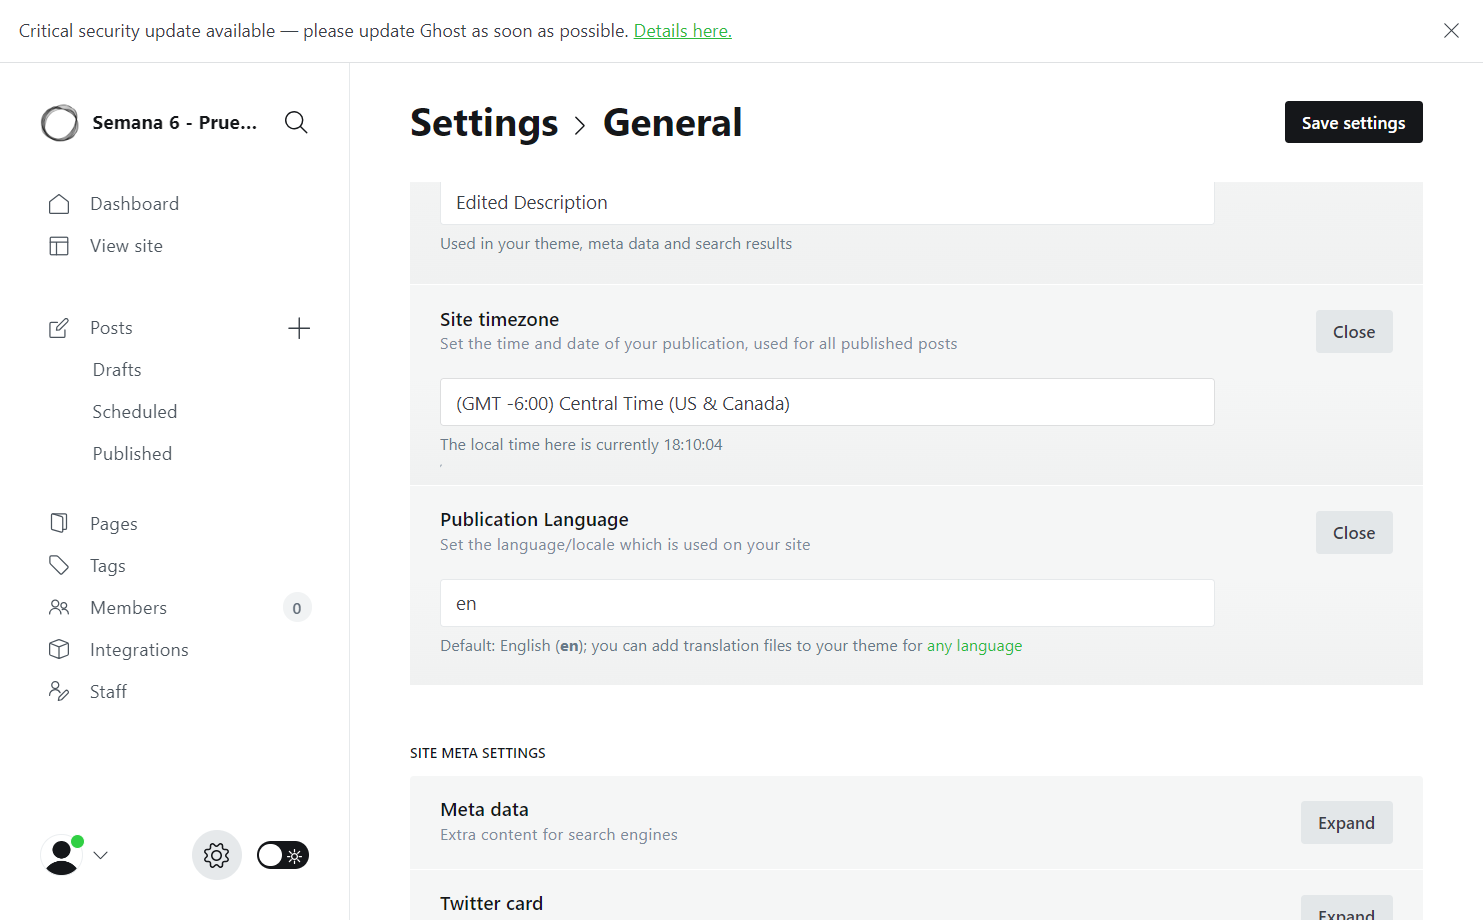 Critical security update available — please update Ghost as soon as possible. Details here.
Semana 6 - Prue...
Dashboard
View site
Posts
Drafts
Scheduled
Published
Pages
Tags
Members
0
Integrations
Staff
Settings > General
Save settings
Edited Description
Used in your theme, meta data and search results
Site timezone
Set the time and date of your publication, used for all published posts
Close
(GMT -6:00) Central Time (US & Canada)
The local time here is currently 18:10:04
.
Publication Language
Set the language/locale which is used on your site
Close
en
Default: English (en); you can add translation files to your theme for any language
SITE META SETTINGS
Meta data
Extra content for search engines
Expand
Twitter card
Expand